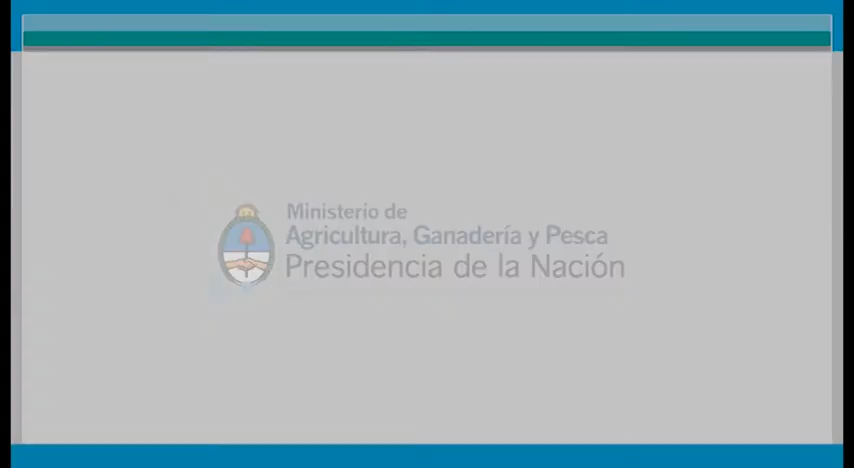 Ministerio de
Agricultura, Ganadería y Pesca
Presidencia de la Nación